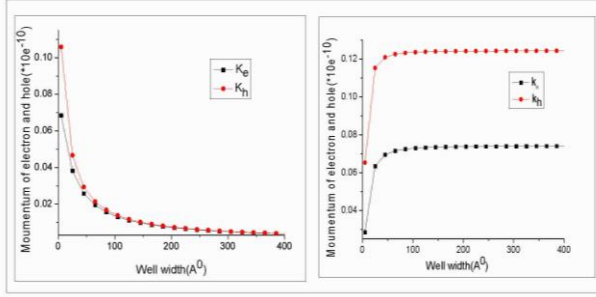 Moumentum of electron and hole(*10e⁻¹⁰)
0.10
0.08
0.06
0.04
0.02
0
100
200
300
400
Well width(A⁰)
Kₑ
Kₕ
Moumentum of electron and hole(*10e⁻¹⁰)
0.12
0.10
0.08
0.06
0.04
0
100
200
300
400
Well width(A⁰)
k
kₕ